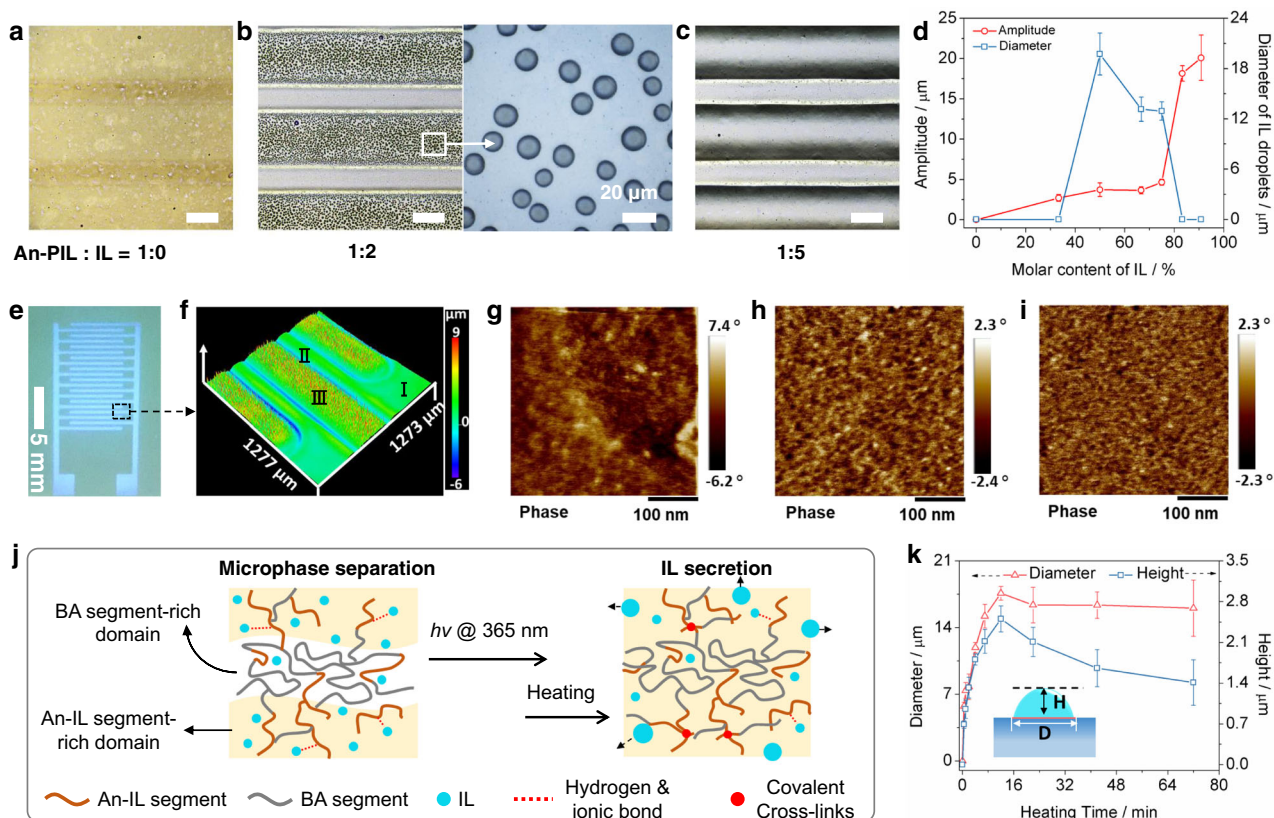 a
b
20 µm
c
An-PIL : IL = 1:0
1:2
1:5
d
Amplitude
Diameter
25
20
15
10
5
0
Amplitude / µm
24
18
12
6
0
Diameter of IL droplets / µm
0 20 40 60 80 100
Molar content of IL / %
e
5 mm
f
I
II
III
1277 µm
1273 µm
µm
9
0
-6
g
7.4 °
-6.2 °
Phase 100 nm
h
2.3 °
-2.4 °
Phase 100 nm
i
2.3 °
-2.3 °
Phase 100 nm
j
Microphase separation
BA segment-rich
domain
An-IL segment-
rich domain
hv @ 365 nm
Heating
IL secretion
An-IL segment
BA segment
IL
Hydrogen &
ionic bond
Covalent
Cross-links
k
Diameter
Height
21
14
7
0
Diameter / µm
3.5
2.8
2.1
1.4
0.7
0.0
Height / µm
H
D
0 16 32 48 64 80
Heating Time / min